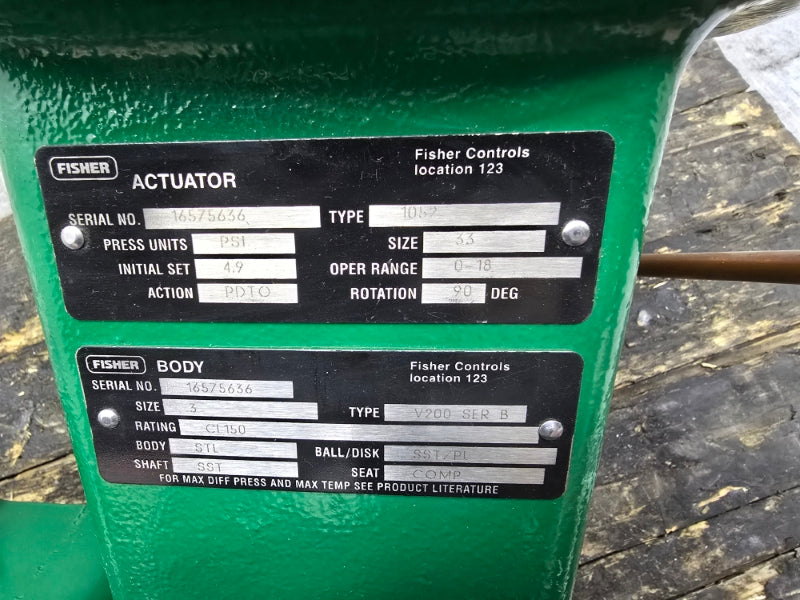 FISHER
ACTUATOR
Fisher Controls
location 123
SERIAL NO. 16575636 TYPE 1052
PRESS UNITS PSI SIZE 33
INITIAL SET 4.9 OPER RANGE 0-18
ACTION PDTO ROTATION 90 DEG
FISHER BODY
Fisher Controls
location 123
SERIAL NO. 16575636
SIZE 3 TYPE V200 SER B
RATING CL150
BODY STL BALL/DISK SST/PL
SHAFT SST SEAT COMP
FOR MAX DIFF PRESS AND MAX TEMP SEE PRODUCT LITERATURE